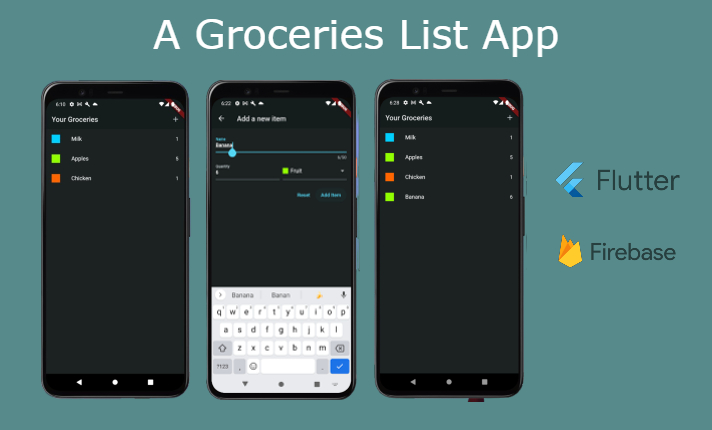 A Groceries List App
6:10
Your Groceries
+
Milk 1
Apples 5
Chicken 1
6:22
Add a new item
Name
Banana
6/50
Quantity
6
Fruit
Reset Add Item
Banana Banan
q w e r t y u i o p
a s d f g h j k l
z x c v b n m
?123 , .
6:28
Your Groceries
+
Milk 1
Apples 5
Chicken 1
Banana 6
Flutter
Firebase